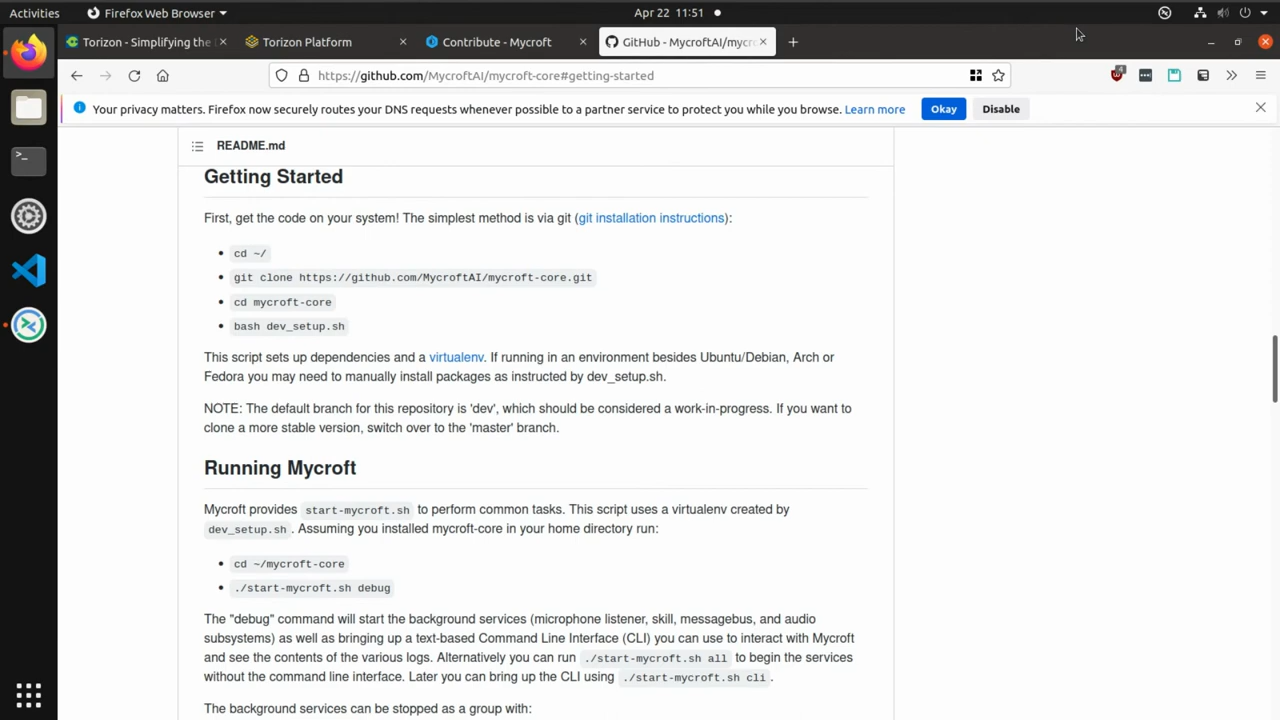 Activities
Firefox Web Browser
Apr 22 11:51
Torizon - Simplifying the
Torizon Platform
Contribute - Mycroft
GitHub - MycroftAI/mycr
https://github.com/MycroftAI/mycroft-core#getting-started
4
Your privacy matters. Firefox now securely routes your DNS requests whenever possible to a partner service to protect you while you browse. Learn more
Okay
Disable
README.md
Getting Started
First, get the code on your system! The simplest method is via git (git installation instructions):
cd ~/
git clone https://github.com/MycroftAI/mycroft-core.git
cd mycroft-core
bash dev_setup.sh
This script sets up dependencies and a virtualenv. If running in an environment besides Ubuntu/Debian, Arch or
Fedora you may need to manually install packages as instructed by dev_setup.sh.
NOTE: The default branch for this repository is 'dev', which should be considered a work-in-progress. If you want to
clone a more stable version, switch over to the 'master' branch.
Running Mycroft
Mycroft provides start-mycroft.sh to perform common tasks. This script uses a virtualenv created by
dev_setup.sh. Assuming you installed mycroft-core in your home directory run:
cd ~/mycroft-core
./start-mycroft.sh debug
The "debug" command will start the background services (microphone listener, skill, messagebus, and audio
subsystems) as well as bringing up a text-based Command Line Interface (CLI) you can use to interact with Mycroft
and see the contents of the various logs. Alternatively you can run ./start-mycroft.sh all to begin the services
without the command line interface. Later you can bring up the CLI using ./start-mycroft.sh cli.
The background services can be stopped as a group with: